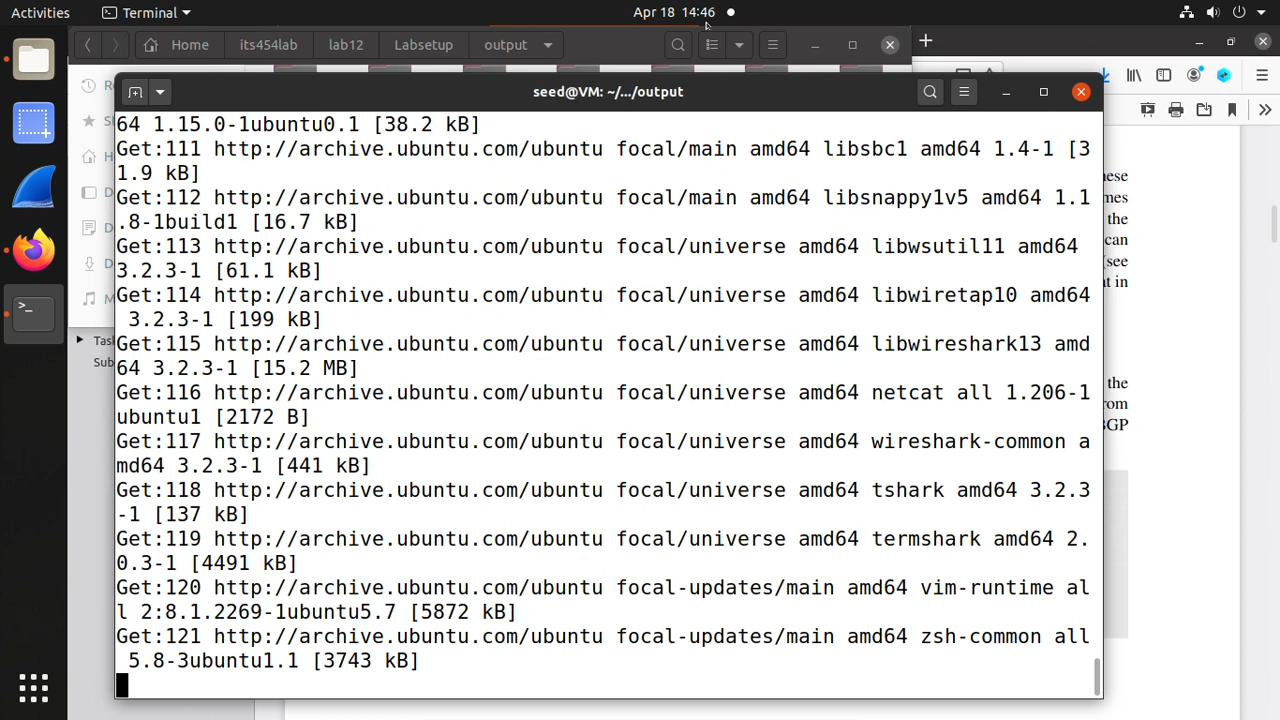 Activities
Terminal
Apr 18 14:46
Home
its454lab
lab12
Labsetup
output
seed@VM: ~/.../output
64 1.15.0-1ubuntu0.1 [38.2 kB]
Get:111 http://archive.ubuntu.com/ubuntu focal/main amd64 libsbc1 amd64 1.4-1 [3
1.9 kB]
Get:112 http://archive.ubuntu.com/ubuntu focal/main amd64 libsnappy1v5 amd64 1.1
.8-1build1 [16.7 kB]
Get:113 http://archive.ubuntu.com/ubuntu focal/universe amd64 libwsutil11 amd64
3.2.3-1 [61.1 kB]
Get:114 http://archive.ubuntu.com/ubuntu focal/universe amd64 libwiretap10 amd64
 3.2.3-1 [199 kB]
Get:115 http://archive.ubuntu.com/ubuntu focal/universe amd64 libwireshark13 amd
64 3.2.3-1 [15.2 MB]
Get:116 http://archive.ubuntu.com/ubuntu focal/universe amd64 netcat all 1.206-1
ubuntu1 [2172 B]
Get:117 http://archive.ubuntu.com/ubuntu focal/universe amd64 wireshark-common a
md64 3.2.3-1 [441 kB]
Get:118 http://archive.ubuntu.com/ubuntu focal/universe amd64 tshark amd64 3.2.3
-1 [137 kB]
Get:119 http://archive.ubuntu.com/ubuntu focal/universe amd64 termshark amd64 2.
0.3-1 [4491 kB]
Get:120 http://archive.ubuntu.com/ubuntu focal-updates/main amd64 vim-runtime al
l 2:8.1.2269-1ubuntu5.7 [5872 kB]
Get:121 http://archive.ubuntu.com/ubuntu focal-updates/main amd64 zsh-common all
 5.8-3ubuntu1.1 [3743 kB]
the
can
(see
the